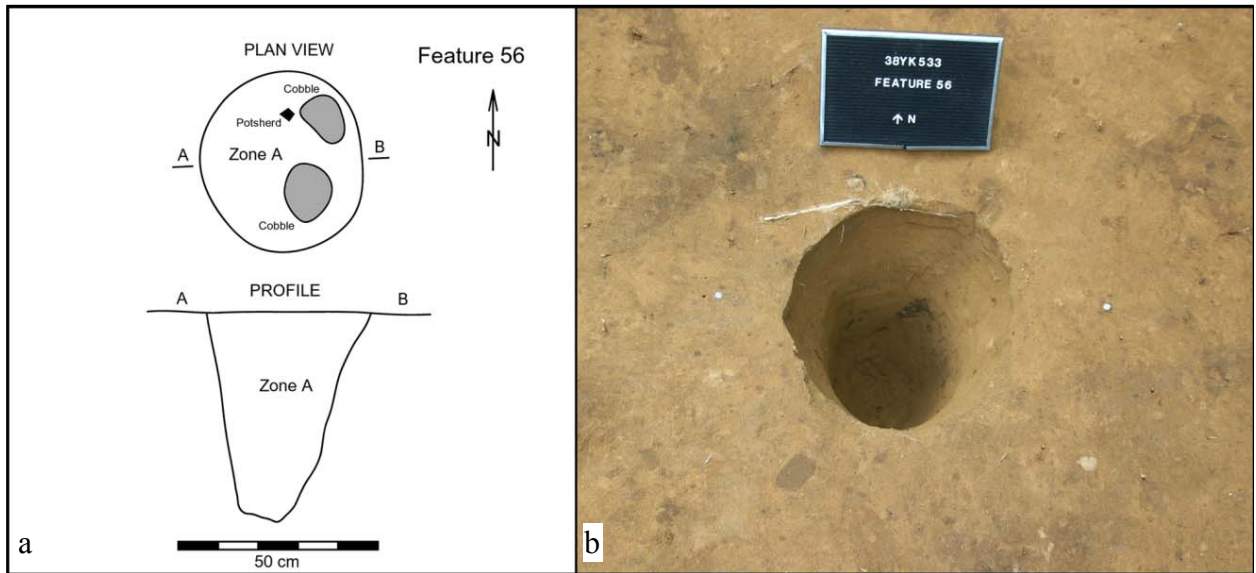 PLAN VIEW
Feature 56
Cobble
Potsherd
Zone A
A
B
N
Cobble
PROFILE
A
B
Zone A
50 cm
a
38YK533
FEATURE 56
↑ N
b